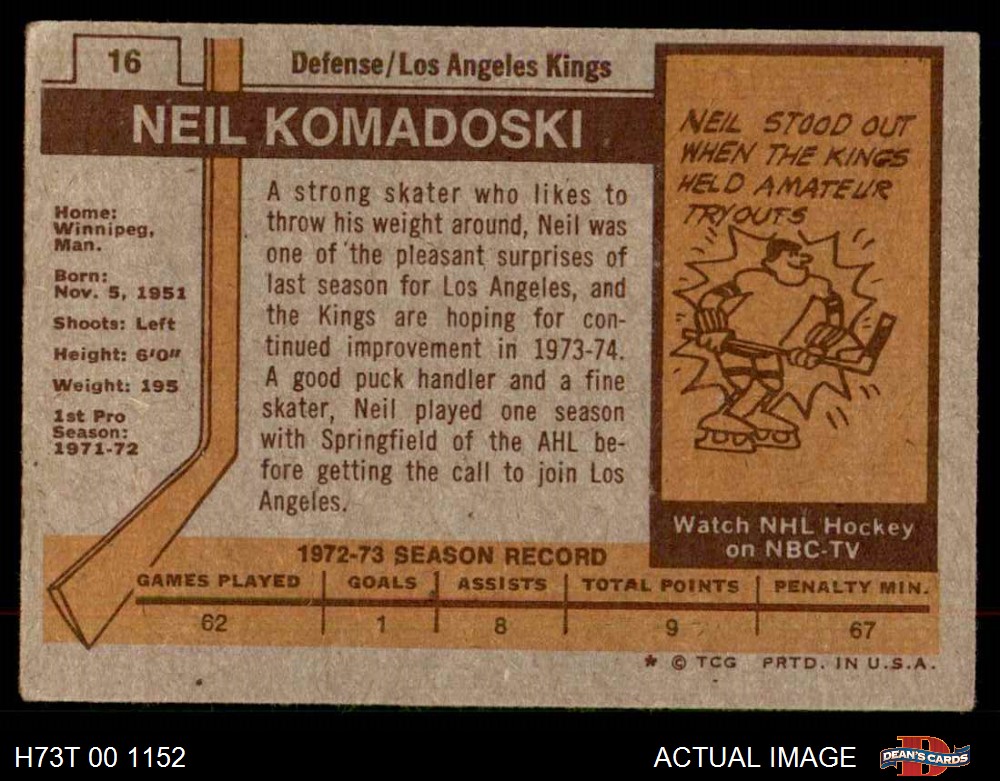 16
Defense/Los Angeles Kings
NEIL KOMADOSKI
Home:
Winnipeg,
Man.
Born:
Nov. 5, 1951
Shoots: Left
Height: 6'0"
Weight: 195
1st Pro
Season:
1971-72
A strong skater who likes to
throw his weight around, Neil was
one of the pleasant surprises of
last season for Los Angeles, and
the Kings are hoping for con-
tinued improvement in 1973-74.
A good puck handler and a fine
skater, Neil played one season
with Springfield of the AHL be-
fore getting the call to join Los
Angeles.
NEIL STOOD OUT
WHEN THE KINGS
HELD AMATEUR
TRYOUTS
Watch NHL Hockey
on NBC-TV
1972-73 SEASON RECORD
GAMES PLAYED GOALS ASSISTS TOTAL POINTS PENALTY MIN.
62 1 8 9 67
* © TCG PRTD. IN U.S.A.
H73T 00 1152
ACTUAL IMAGE
DEAN'S CARDS